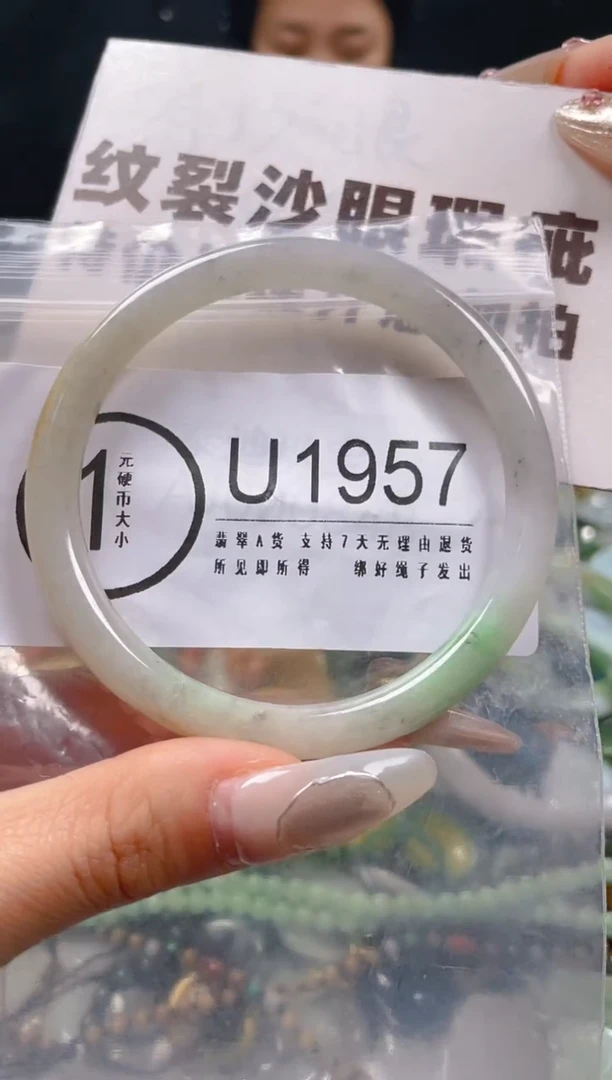 纹裂沙眼瑕疵
1
元硬币大小
U1957
翡翠A货 支持7天无理由退货
所见即所得 绑好绳子发出